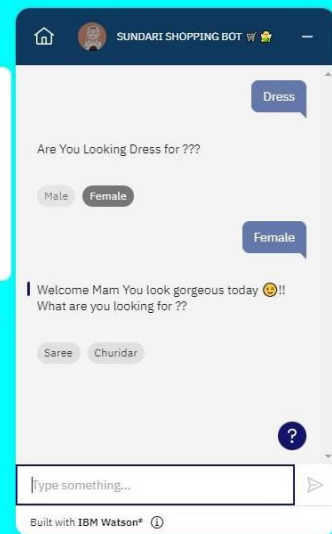 SUNDARI SHOPPING BOT 🛒 👷
Dress
Are You Looking Dress for ???
Male Female
Female
Welcome Mam You look gorgeous today 😉!!
What are you looking for ??
Saree Churidar
?
Type something...
Built with IBM Watson®